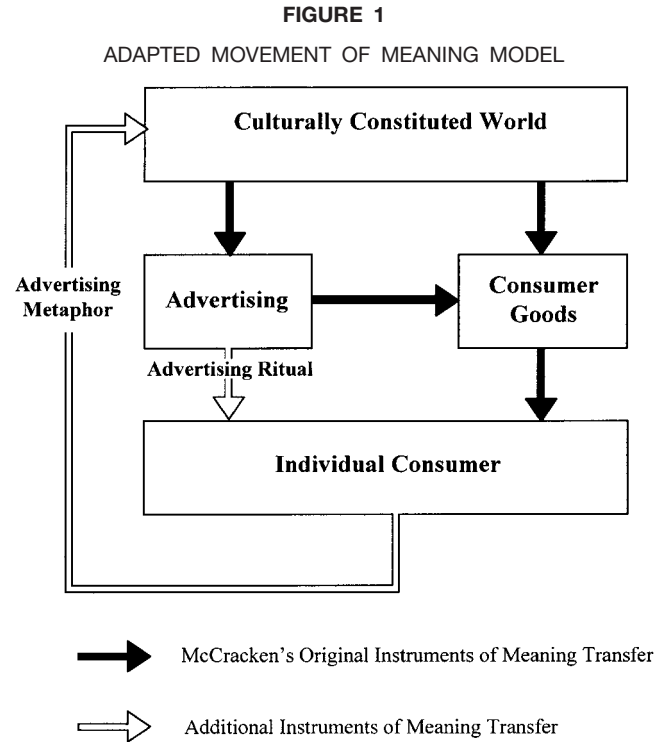 FIGURE 1
ADAPTED MOVEMENT OF MEANING MODEL
Culturally Constituted World
Advertising
Metaphor
Advertising
Consumer
Goods
Advertising Ritual
Individual Consumer
McCracken's Original Instruments of Meaning Transfer
Additional Instruments of Meaning Transfer